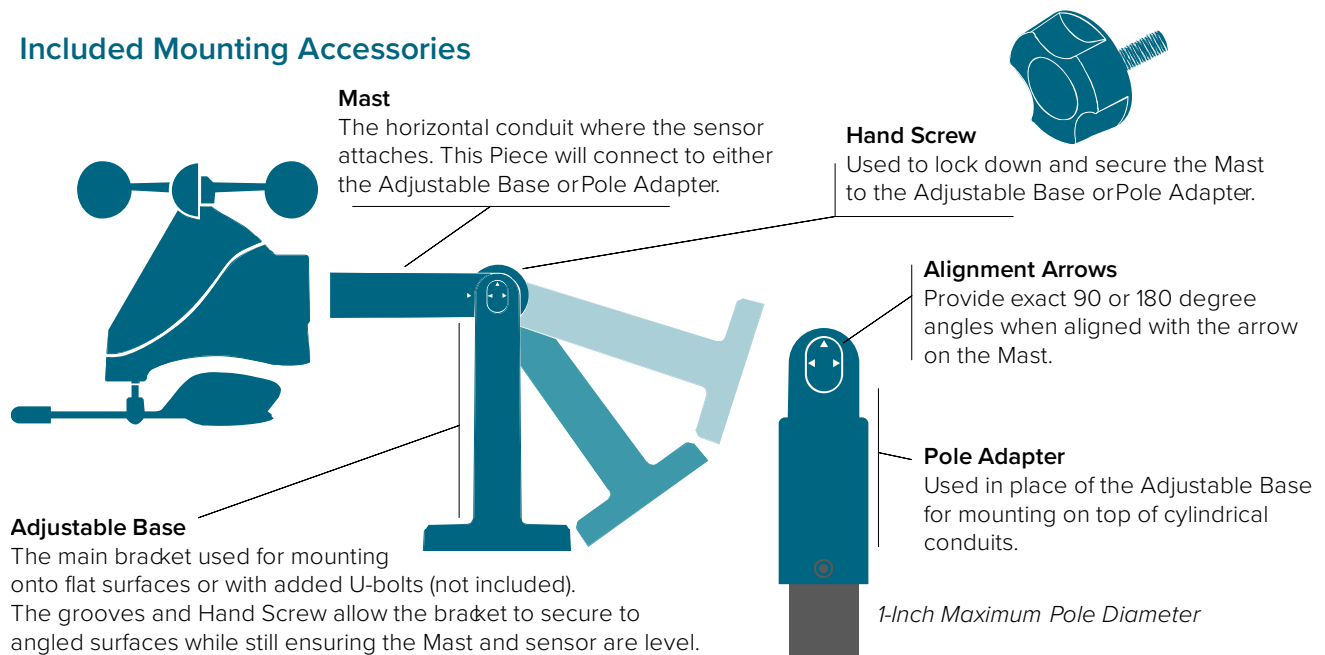 Included Mounting Accessories
Mast
The horizontal conduit where the sensor
attaches. This Piece will connect to either
the Adjustable Base orPole Adapter.
Hand Screw
Used to lock down and secure the Mast
to the Adjustable Base orPole Adapter.
Alignment Arrows
Provide exact 90 or 180 degree
angles when aligned with the arrow
on the Mast.
Pole Adapter
Used in place of the Adjustable Base
for mounting on top of cylindrical
conduits.
1-Inch Maximum Pole Diameter
Adjustable Base
The main bracket used for mounting
onto flat surfaces or with added U-bolts (not included).
The grooves and Hand Screw allow the bracket to secure to
angled surfaces while still ensuring the Mast and sensor are level.